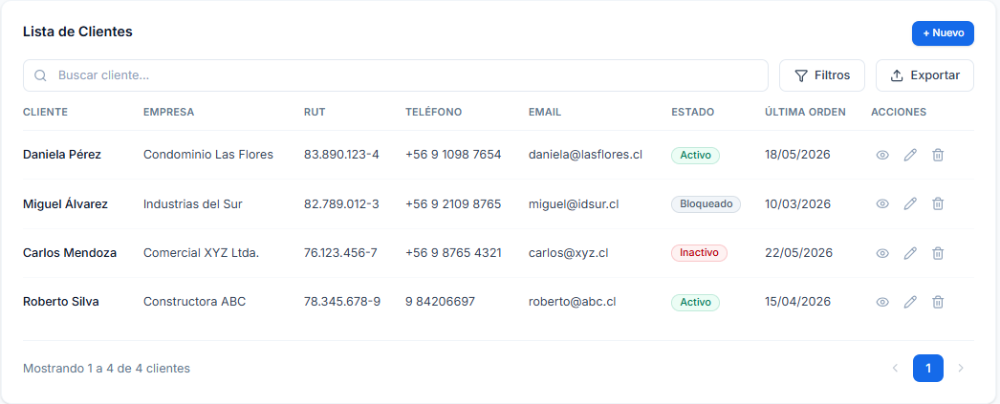 Lista de Clientes
+ Nuevo
Buscar cliente...
Filtros
Exportar
CLIENTE EMPRESA RUT TELÉFONO EMAIL ESTADO ÚLTIMA ORDEN ACCIONES
Daniela Pérez Condominio Las Flores 83.890.123-4 +56 9 1098 7654 daniela@lasflores.cl Activo 18/05/2026
Miguel Álvarez Industrias del Sur 82.789.012-3 +56 9 2109 8765 miguel@idsur.cl Bloqueado 10/03/2026
Carlos Mendoza Comercial XYZ Ltda. 76.123.456-7 +56 9 8765 4321 carlos@xyz.cl Inactivo 22/05/2026
Roberto Silva Constructora ABC 78.345.678-9 9 84206697 roberto@abc.cl Activo 15/04/2026
Mostrando 1 a 4 de 4 clientes
1